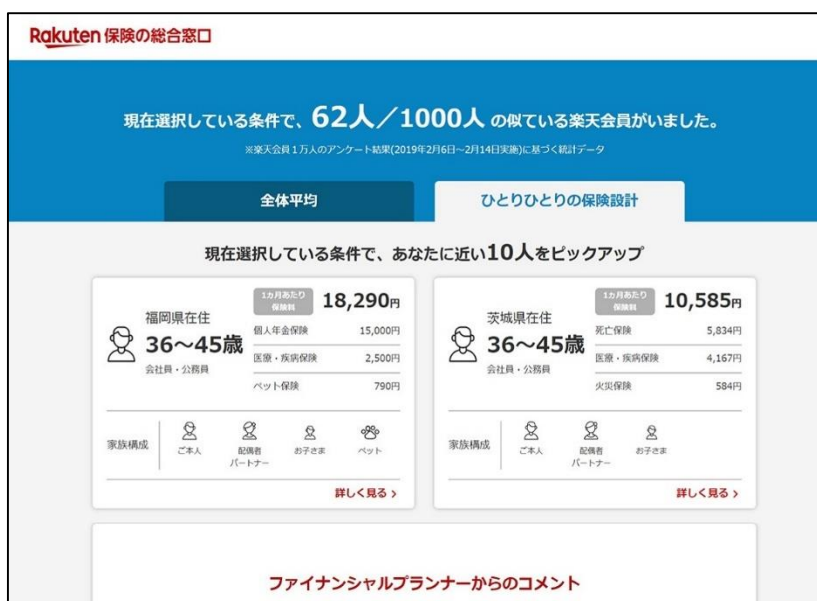 Rakuten 保険の総合窓口
現在選択している条件で、62人／1000人 の似ている楽天会員がいました。
※楽天会員1万人のアンケート結果(2019年2月6日～2月14日実施)に基づく統計データ
全体平均
ひとりひとりの保険設計
現在選択している条件で、あなたに近い10人をピックアップ
福岡県在住
36～45歳
会社員・公務員
1カ月あたり
保険料
18,290円
個人年金保険 15,000円
医療・疾病保険 2,500円
ペット保険 790円
家族構成
ご本人
配偶者
パートナー
お子さま
ペット
詳しく見る >
茨城県在住
36～45歳
会社員・公務員
1カ月あたり
保険料
10,585円
死亡保険 5,834円
医療・疾病保険 4,167円
火災保険 584円
家族構成
ご本人
配偶者
パートナー
お子さま
詳しく見る >
ファイナンシャルプランナーからのコメント